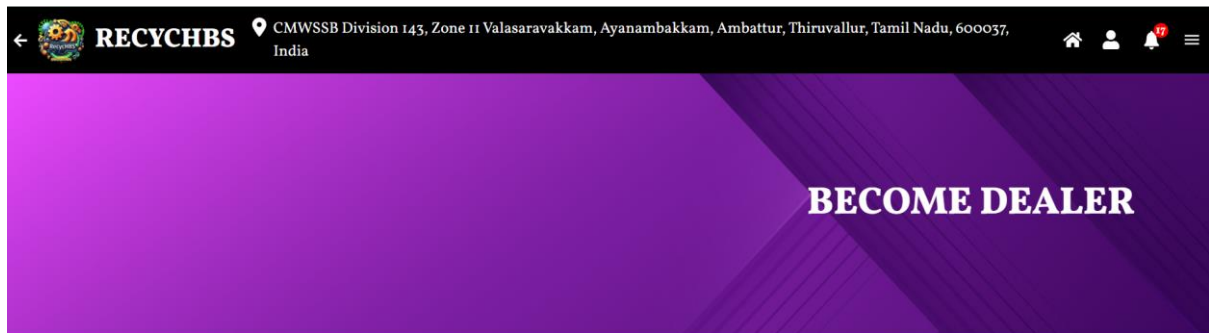 RECYCHBS
CMWSSB Division 143, Zone 11 Valasaravakkam, Ayanambakkam, Ambattur, Thiruvallur, Tamil Nadu, 600037,
India
17
BECOME DEALER